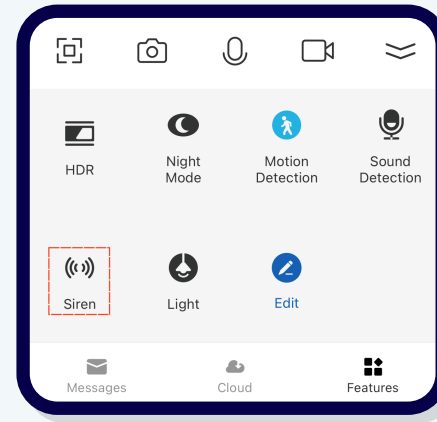 HDR
Night
Mode
Motion
Detection
Sound
Detection
Siren
Light
Edit
Messages
Cloud
Features